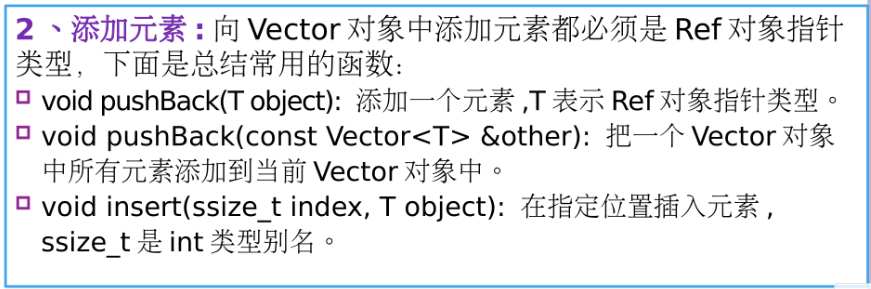 2 、添加元素 : 向 Vector 对象中添加元素都必须是 Ref 对象指针
类型，下面是总结常用的函数：
void pushBack(T object): 添加一个元素 ,T 表示 Ref 对象指针类型。
void pushBack(const Vector<T> &other): 把一个 Vector 对象
中所有元素添加到当前 Vector 对象中。
void insert(ssize_t index, T object): 在指定位置插入元素 ,
ssize_t 是 int 类型别名。